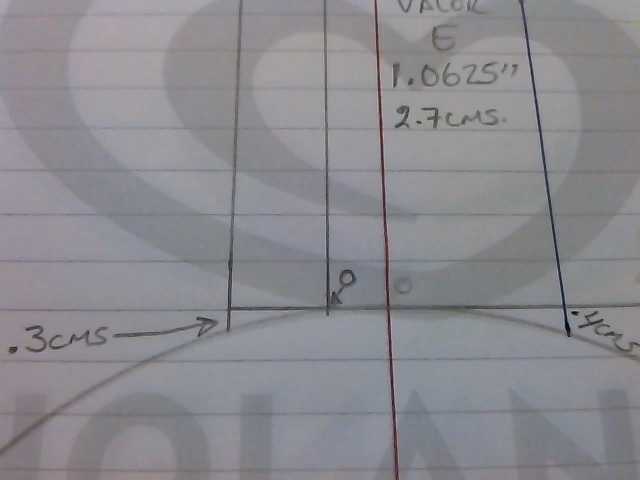 VALOR
E
1.0625"
2.7cms.
O
O
.3cms
.4cms